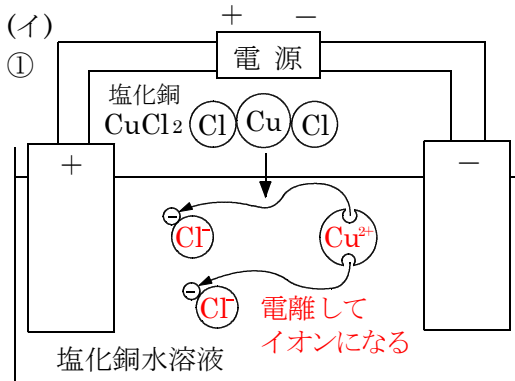 (イ)
①
+ −
電 源
塩化銅
CuCl₂ Cl Cu Cl
+ −
− Cl⁻ Cu²⁺
− Cl⁻
電離して
イオンになる
塩化銅水溶液